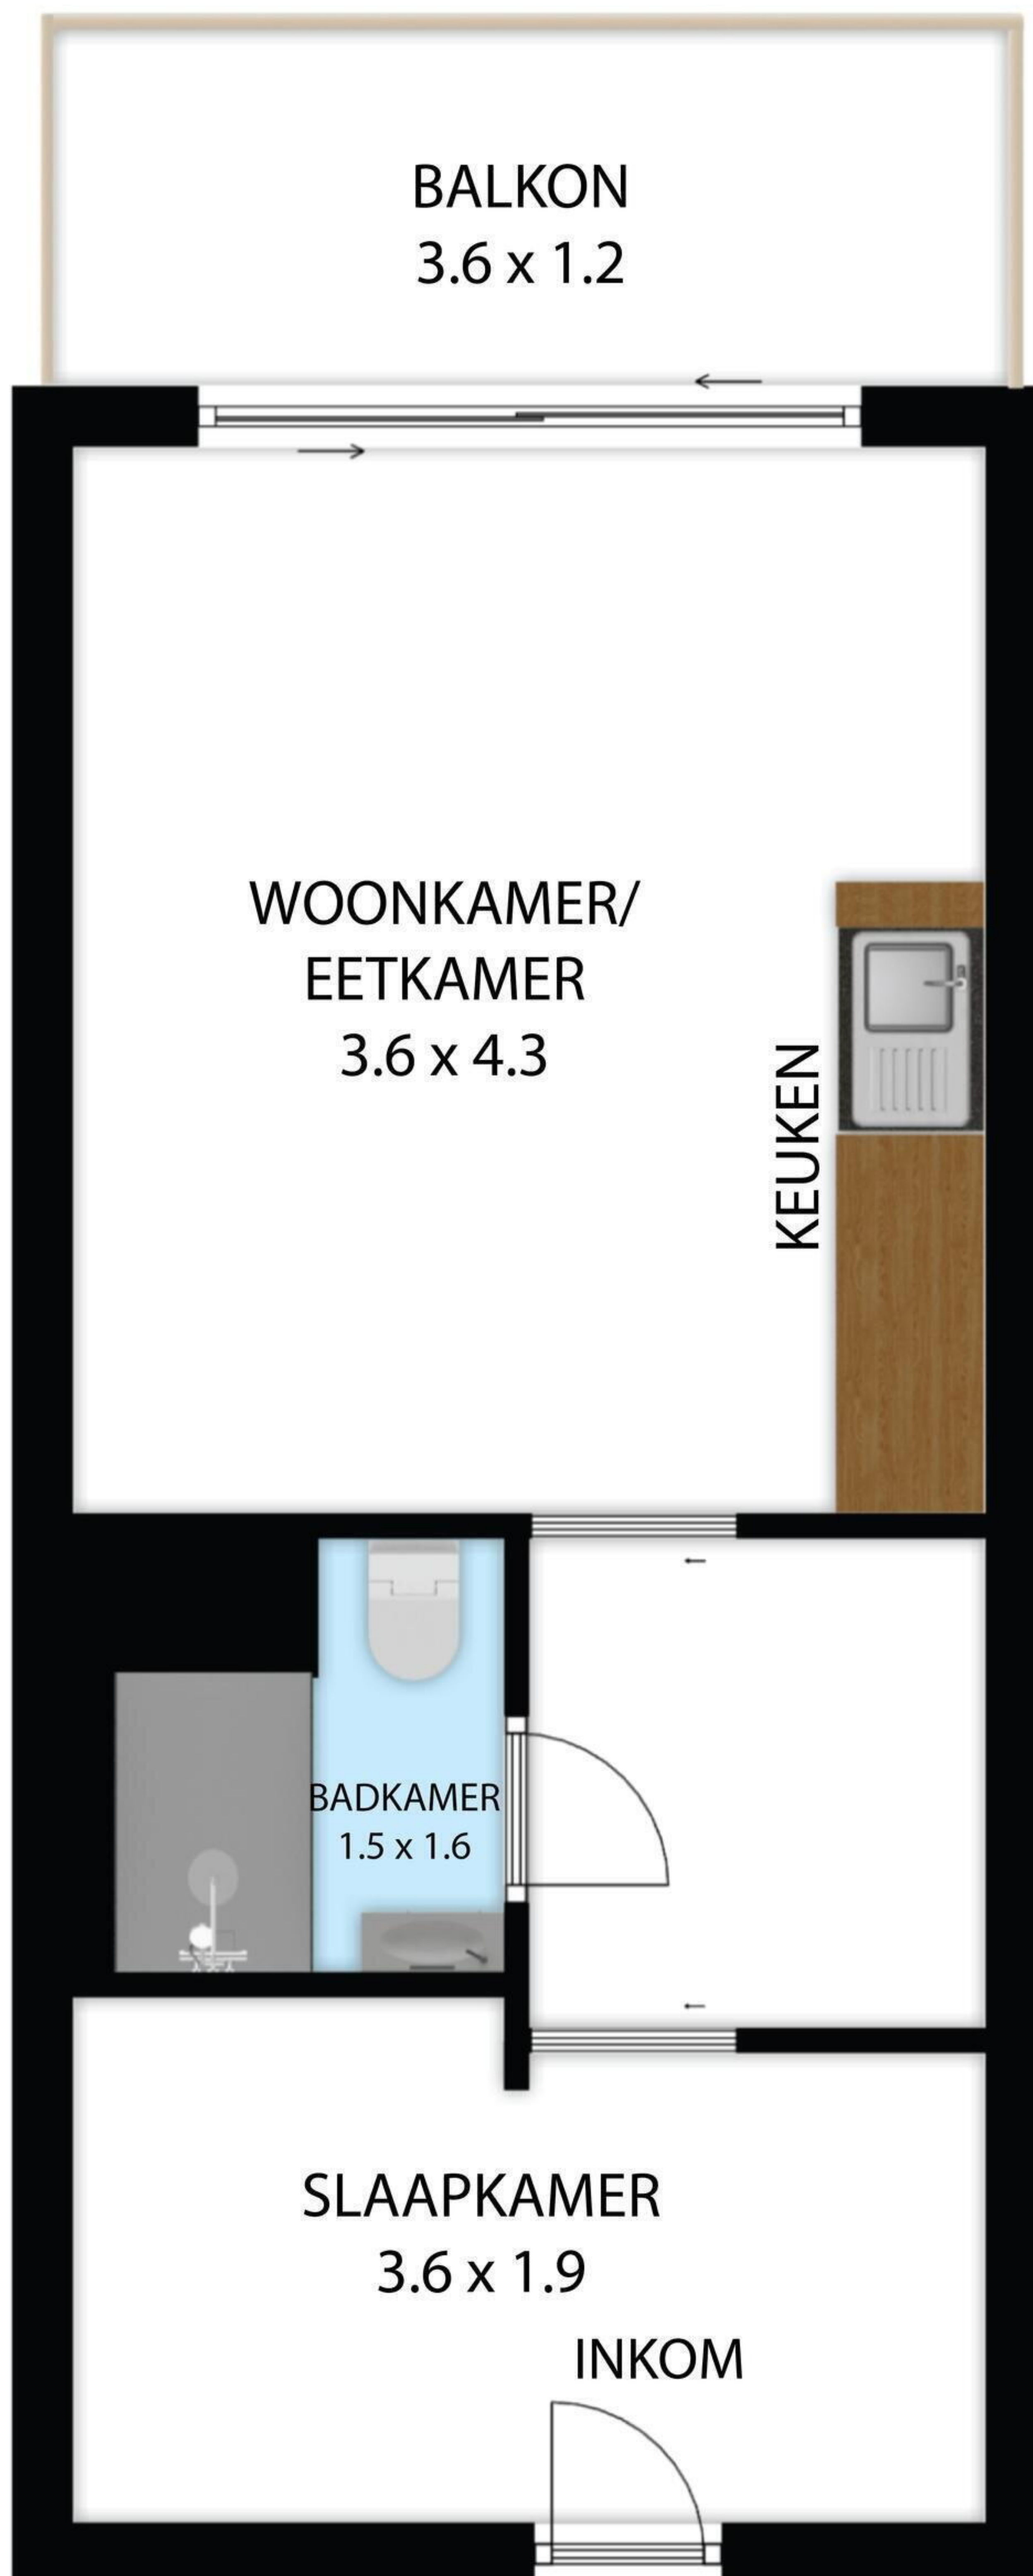 BALKON
3.6 x 1.2
WOONKAMER/
EETKAMER
3.6 x 4.3
KEUKEN
BADKAMER
1.5 x 1.6
SLAAPKAMER
3.6 x 1.9
INKOM